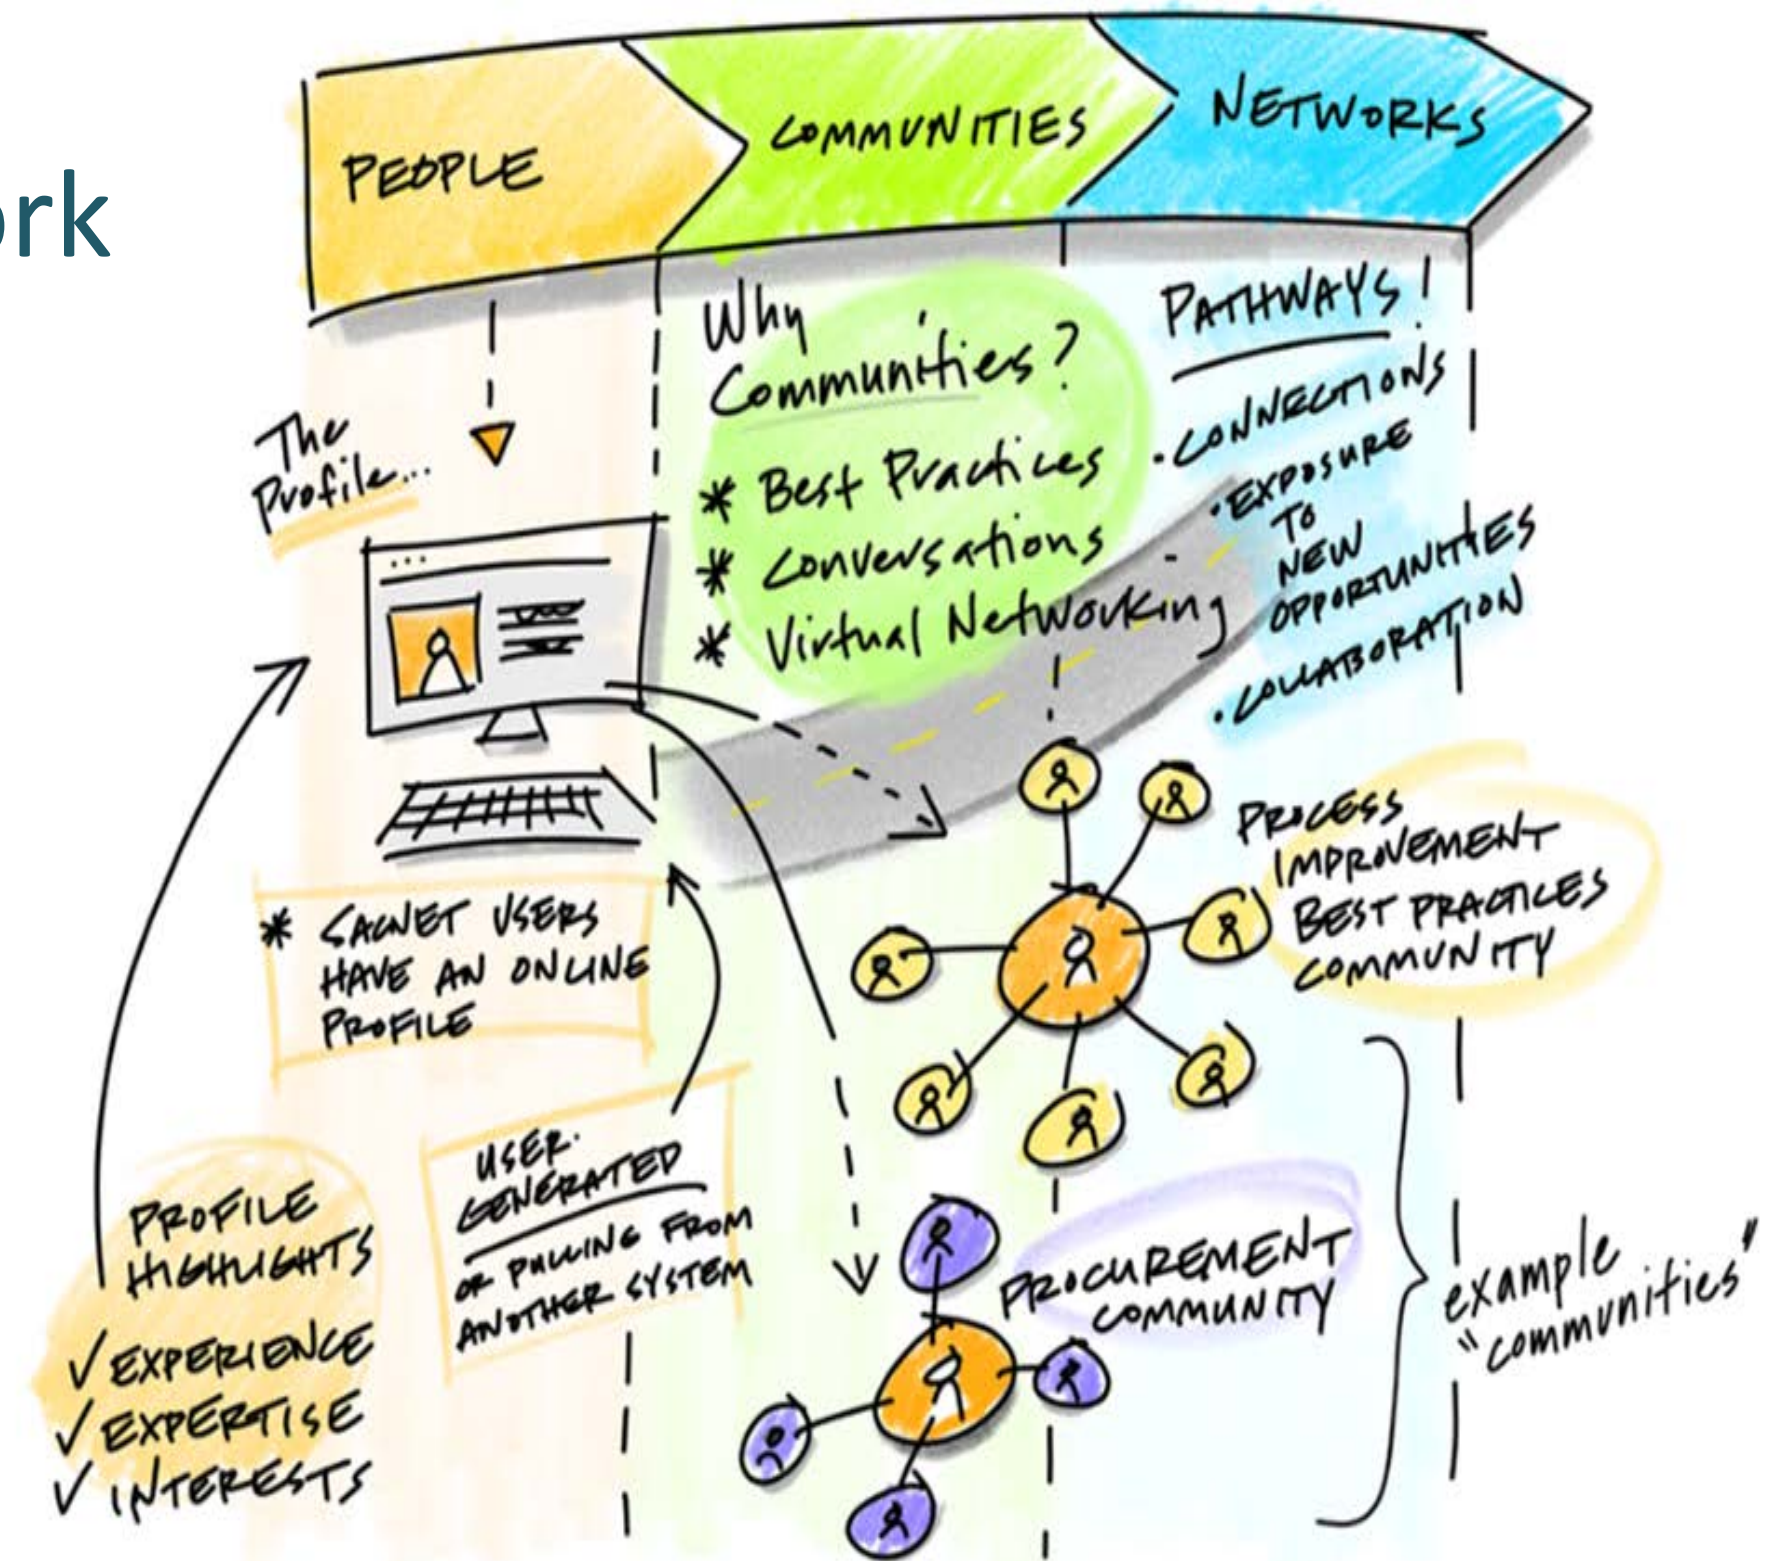 ork
PEOPLE
COMMUNITIES
NETWORKS
The
Profile...
Why
Communities?
* Best Practices
* Conversations
* Virtual Networking
PATHWAYS!
• CONNECTIONS
• EXPOSURE
TO
NEW
OPPORTUNITIES
• COLLABORATION
* SACNET USERS
HAVE AN ONLINE
PROFILE
USER-
GENERATED
OR PULLING FROM
ANOTHER SYSTEM
PROFILE
HIGHLIGHTS
✓ EXPERIENCE
✓ EXPERTISE
✓ INTERESTS
PROCESS
IMPROVEMENT
BEST PRACTICES
COMMUNITY
PROCUREMENT
COMMUNITY
example
"communities"